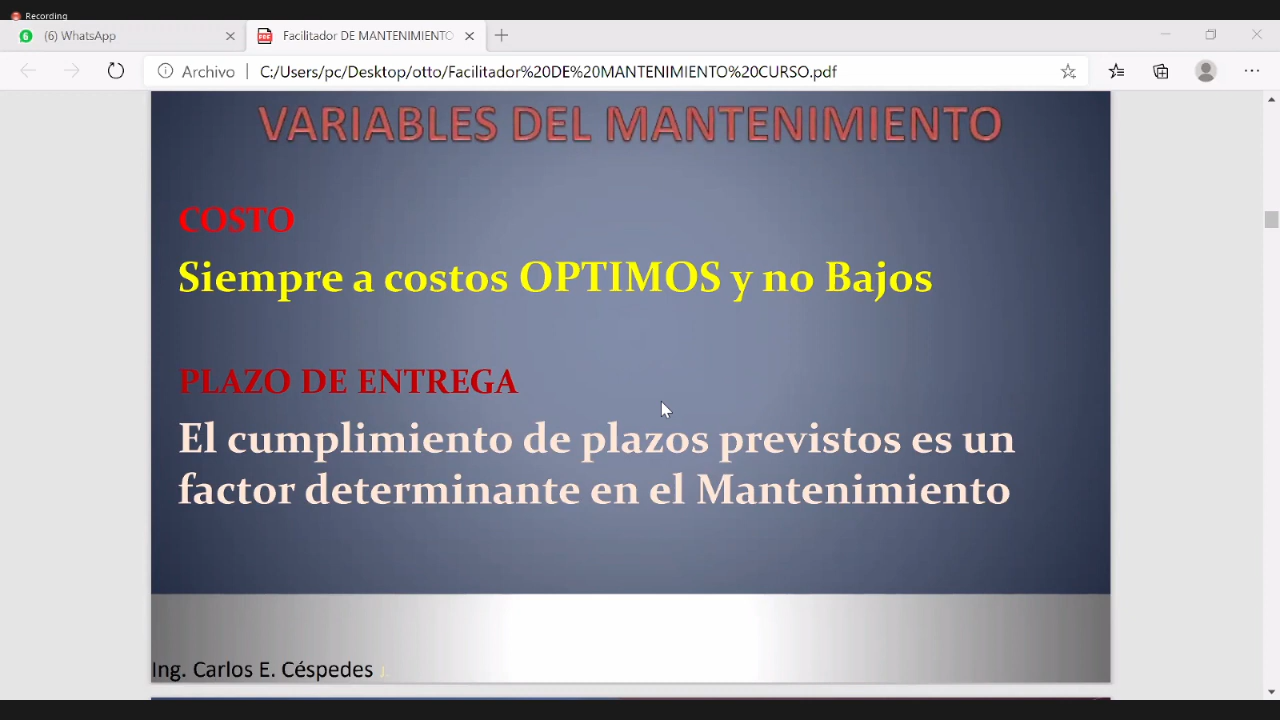 Recording
6 (6) WhatsApp
Facilitador DE MANTENIMIENTO
Archivo | C:/Users/pc/Desktop/otto/Facilitador%20DE%20MANTENIMIENTO%20CURSO.pdf
VARIABLES DEL MANTENIMIENTO
COSTO
Siempre a costos OPTIMOS y no Bajos
PLAZO DE ENTREGA
El cumplimiento de plazos previstos es un
factor determinante en el Mantenimiento
Ing. Carlos E. Céspedes